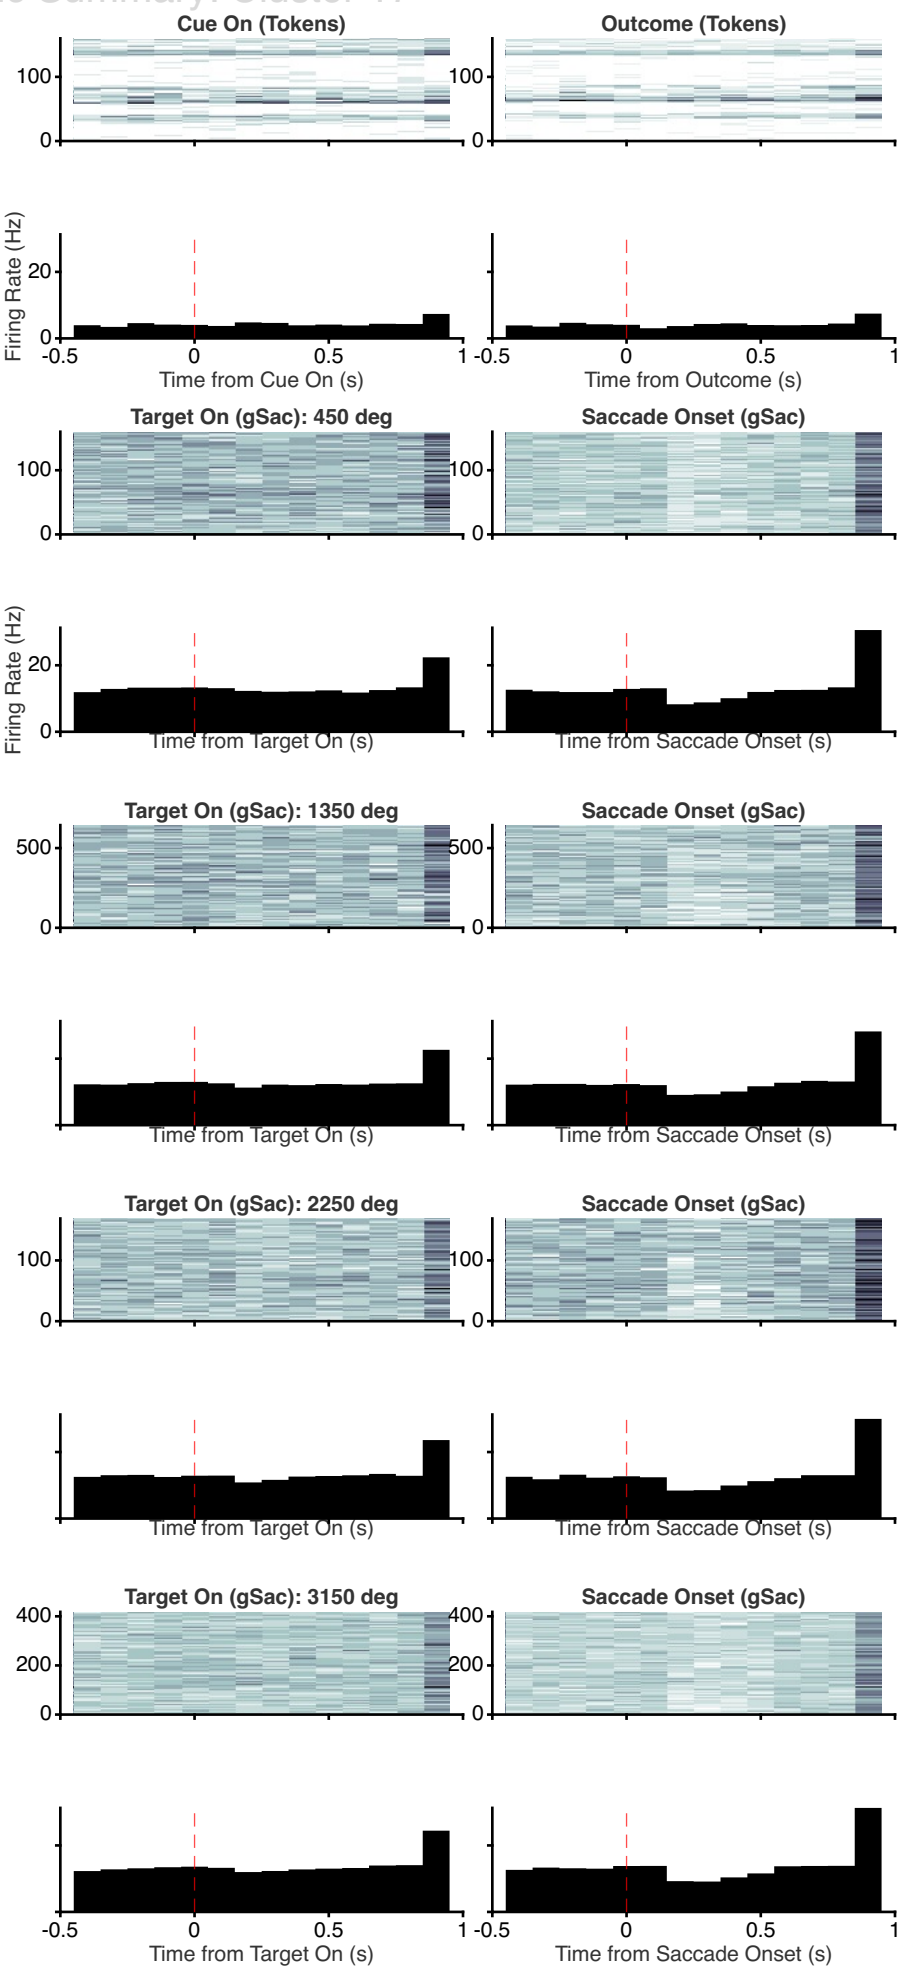 Summary: Cluster
Cue On (Tokens) Outcome (Tokens)
100 100
0 0
Firing Rate (Hz)
20
0
-0.5 0 0.5 1 -0.5 0 0.5 1
Time from Cue On (s) Time from Outcome (s)
Target On (gSac): 450 deg Saccade Onset (gSac)
100 100
0 0
Firing Rate (Hz)
20
0
Time from Target On (s) Time from Saccade Onset (s)
Target On (gSac): 1350 deg Saccade Onset (gSac)
500 500
0 0
Time from Target On (s) Time from Saccade Onset (s)
Target On (gSac): 2250 deg Saccade Onset (gSac)
100 100
0 0
Time from Target On (s) Time from Saccade Onset (s)
Target On (gSac): 3150 deg Saccade Onset (gSac)
400 400
200 200
0 0
-0.5 0 0.5 1 -0.5 0 0.5 1
Time from Target On (s) Time from Saccade Onset (s)